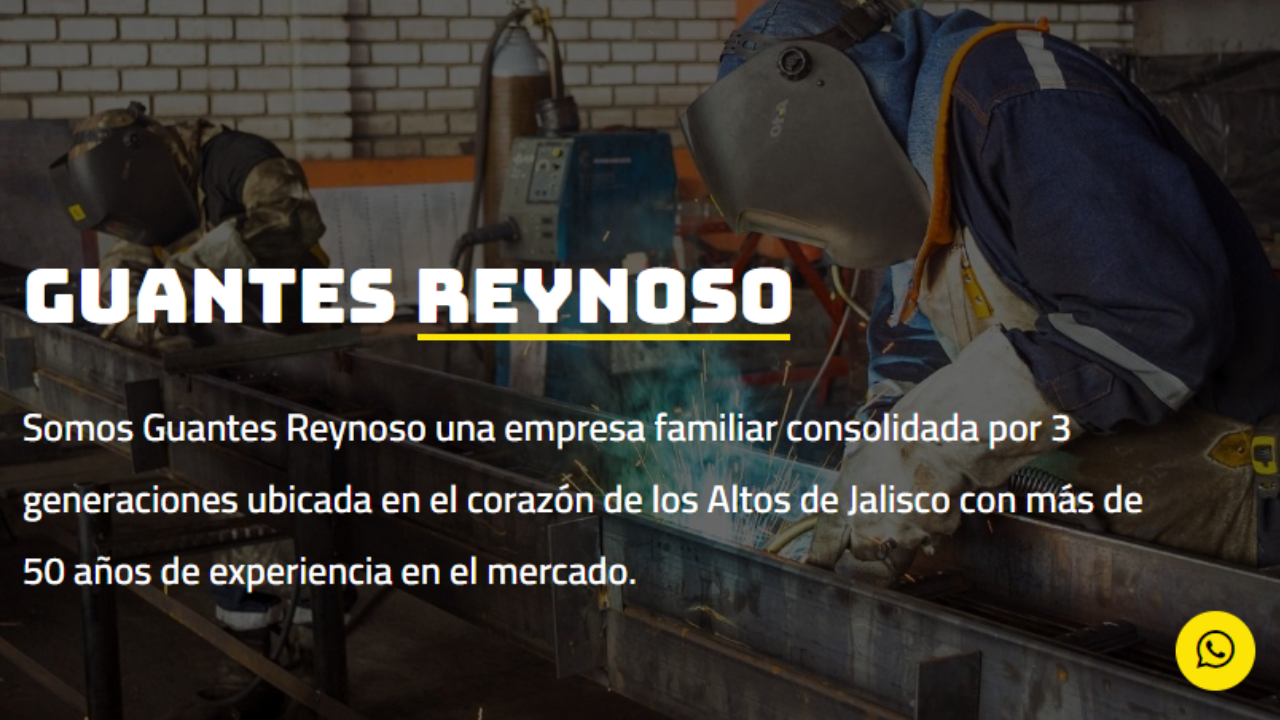 GUANTES REYNOSO
Somos Guantes Reynoso una empresa familiar consolidada por 3
generaciones ubicada en el corazón de los Altos de Jalisco con más de
50 años de experiencia en el mercado.